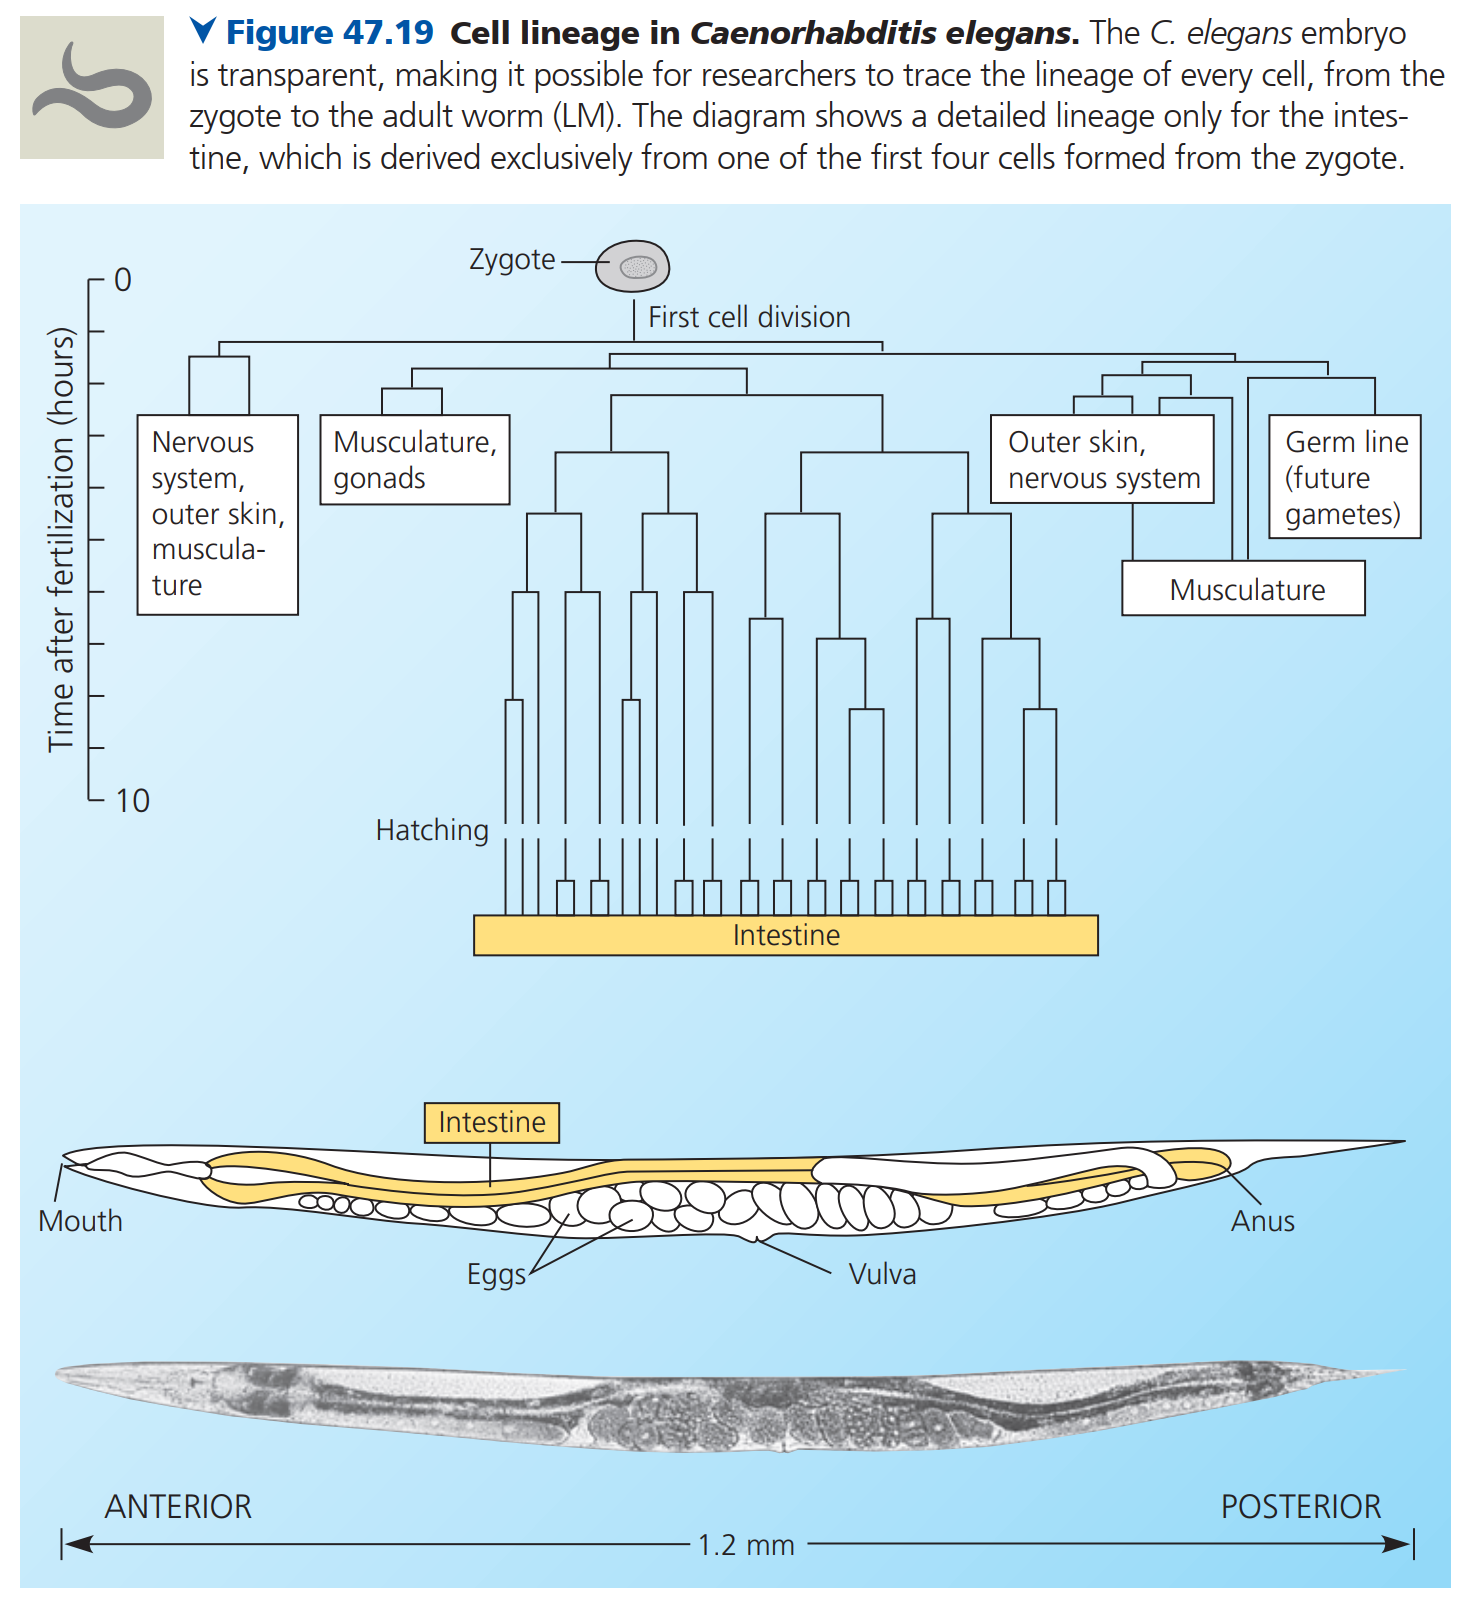 Figure 47.19 Cell lineage in Caenorhabditis elegans. The C. elegans embryo
is transparent, making it possible for researchers to trace the lineage of every cell, from the
zygote to the adult worm (LM). The diagram shows a detailed lineage only for the intes-
tine, which is derived exclusively from one of the first four cells formed from the zygote.
Zygote
0
First cell division
Time after fertilization (hours)
Nervous
system,
outer skin,
muscula-
ture
Musculature,
gonads
Outer skin,
nervous system
Germ line
(future
gametes)
Musculature
10
Hatching
Intestine
Intestine
Mouth
Anus
Eggs
Vulva
ANTERIOR
POSTERIOR
1.2 mm